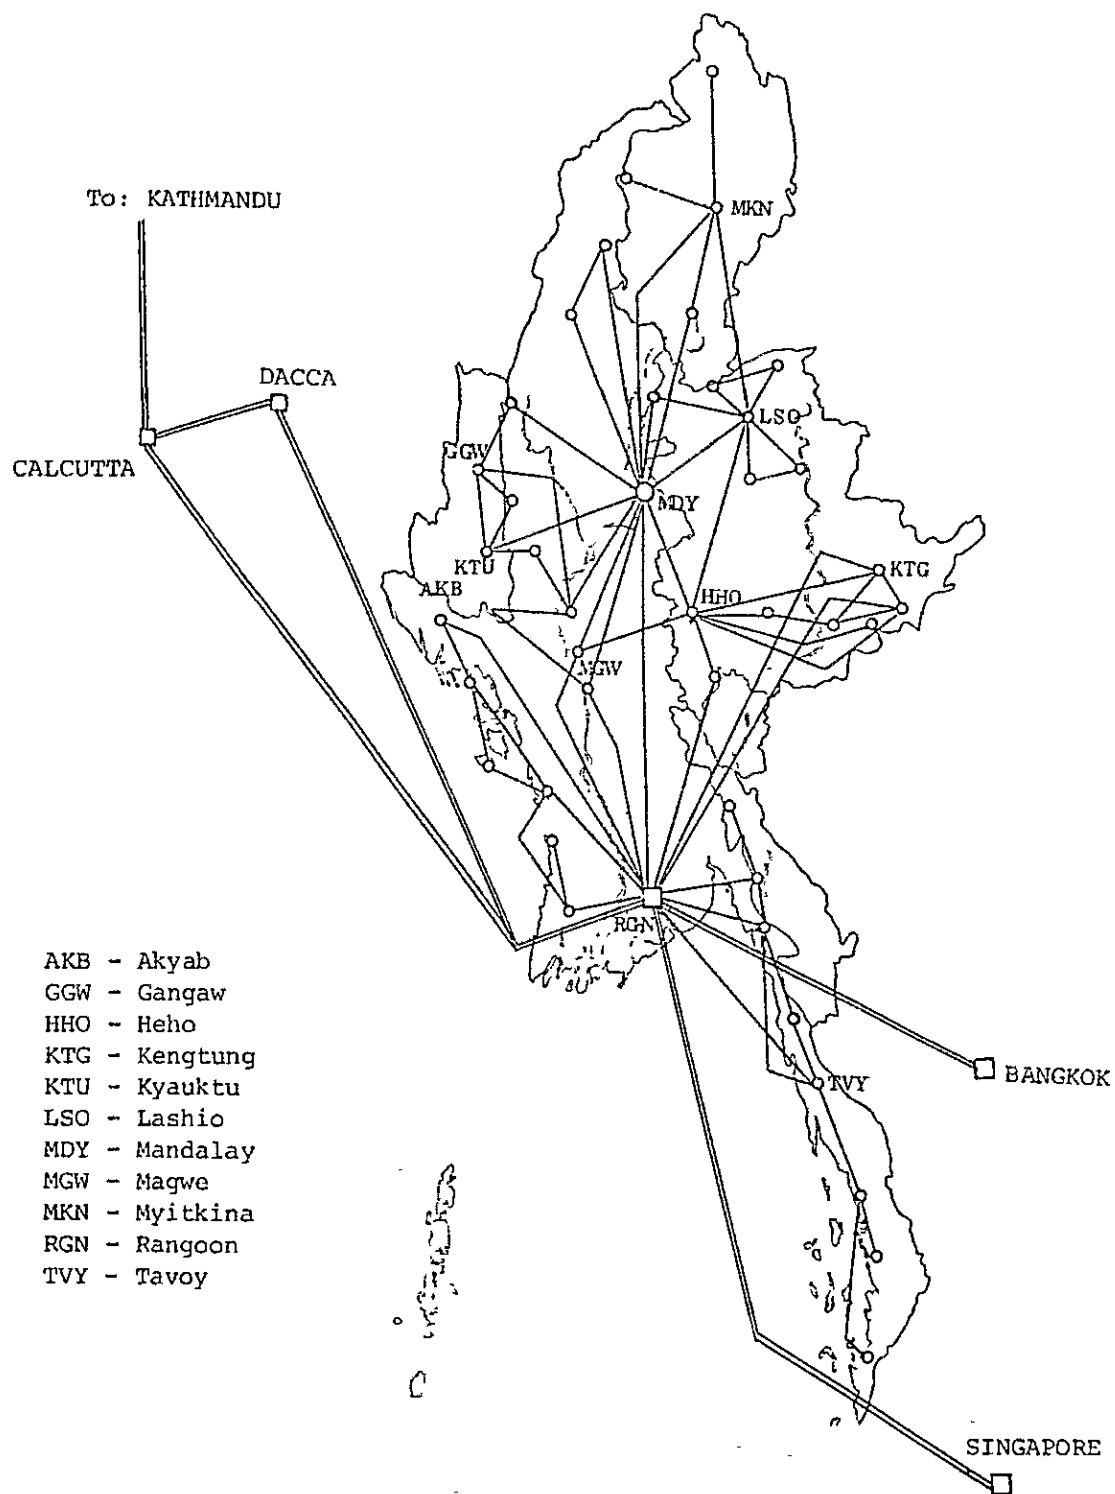 To: KATHMANDU
MKN
DACCA
LSO
CALCUTTA
GGW
MDY
KTU
KTG
AKB
HHO
MGW
RGN
AKB - Akyab
GGW - Gangaw
HHO - Heho
KTG - Kengtung
KTU - Kyauktu
LSO - Lashio
MDY - Mandalay
MGW - Magwe
MKN - Myitkina
RGN - Rangoon
TVY - Tavoy
BANGKOK
TVY
SINGAPORE